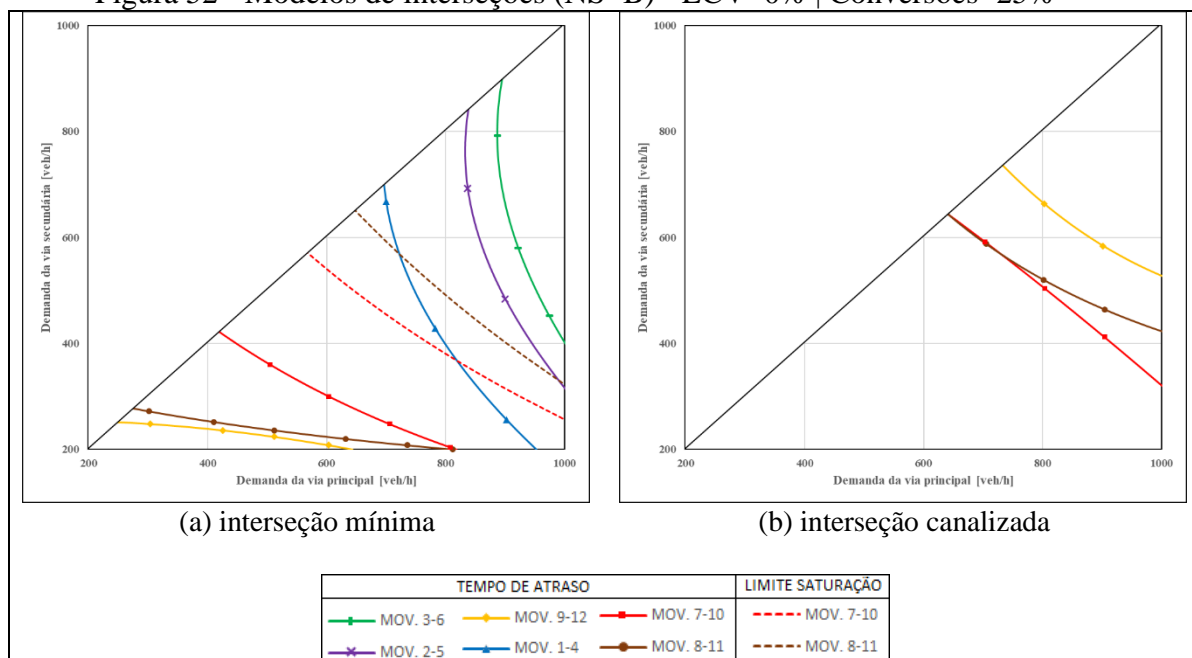 Figura 32 - Modelos de interseções (NS=B) - LCV=0% | Conversões=25%
1000
800
600
400
200
200
400
600
800
1000
Demanda da via secundária [veh/h]
Demanda da via principal [veh/h]
1000
800
600
400
200
200
400
600
800
1000
Demanda da via secundária [veh/h]
Demanda da via principal [veh/h]
(a) interseção mínima
(b) interseção canalizada
TEMPO DE ATRASO
LIMITE SATURAÇÃO
MOV. 3-6
MOV. 9-12
MOV. 7-10
MOV. 7-10
MOV. 2-5
MOV. 1-4
MOV. 8-11
MOV. 8-11